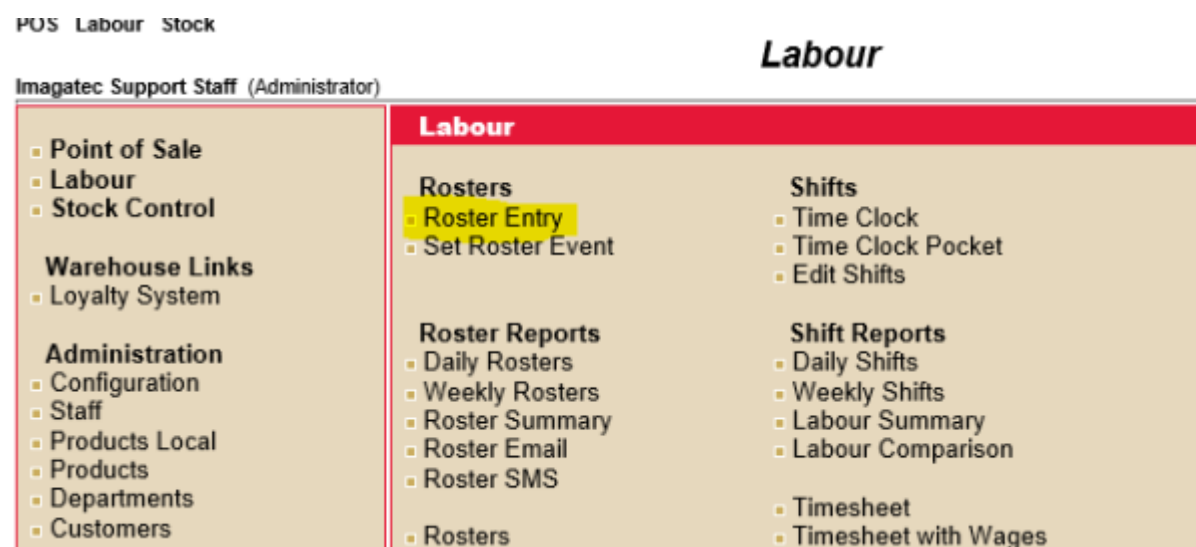 POS Labour Stock
Labour
Imagatec Support Staff (Administrator)
Point of Sale
Labour
Stock Control
Warehouse Links
Loyalty System
Administration
Configuration
Staff
Products Local
Products
Departments
Customers
Labour
Rosters
Roster Entry
Set Roster Event
Roster Reports
Daily Rosters
Weekly Rosters
Roster Summary
Roster Email
Roster SMS
Rosters
Shifts
Time Clock
Time Clock Pocket
Edit Shifts
Shift Reports
Daily Shifts
Weekly Shifts
Labour Summary
Labour Comparison
Timesheet
Timesheet with Wages